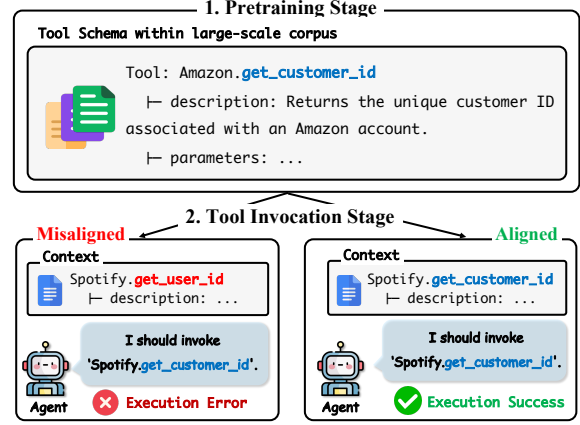 1. Pretraining Stage
Tool Schema within large-scale corpus
Tool: Amazon.get_customer_id
├─ description: Returns the unique customer ID
associated with an Amazon account.
├─ parameters: ...
2. Tool Invocation Stage
Misaligned
Context
Spotify.get_user_id
├─ description: ...
I should invoke
'Spotify.get_customer_id'.
Agent
Execution Error
Aligned
Context
Spotify.get_customer_id
├─ description: ...
I should invoke
'Spotify.get_customer_id'.
Agent
Execution Success